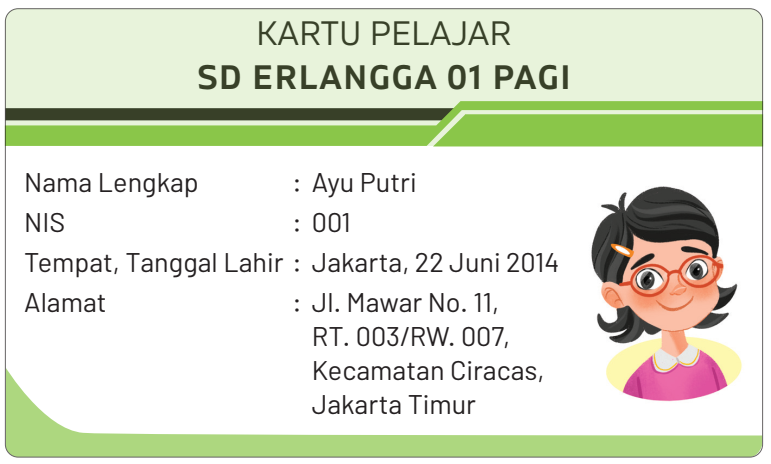 KARTU PELAJAR
SD ERLANGGA 01 PAGI
Nama Lengkap : Ayu Putri
NIS : 001
Tempat, Tanggal Lahir : Jakarta, 22 Juni 2014
Alamat : Jl. Mawar No. 11,
RT. 003/RW. 007,
Kecamatan Ciracas,
Jakarta Timur